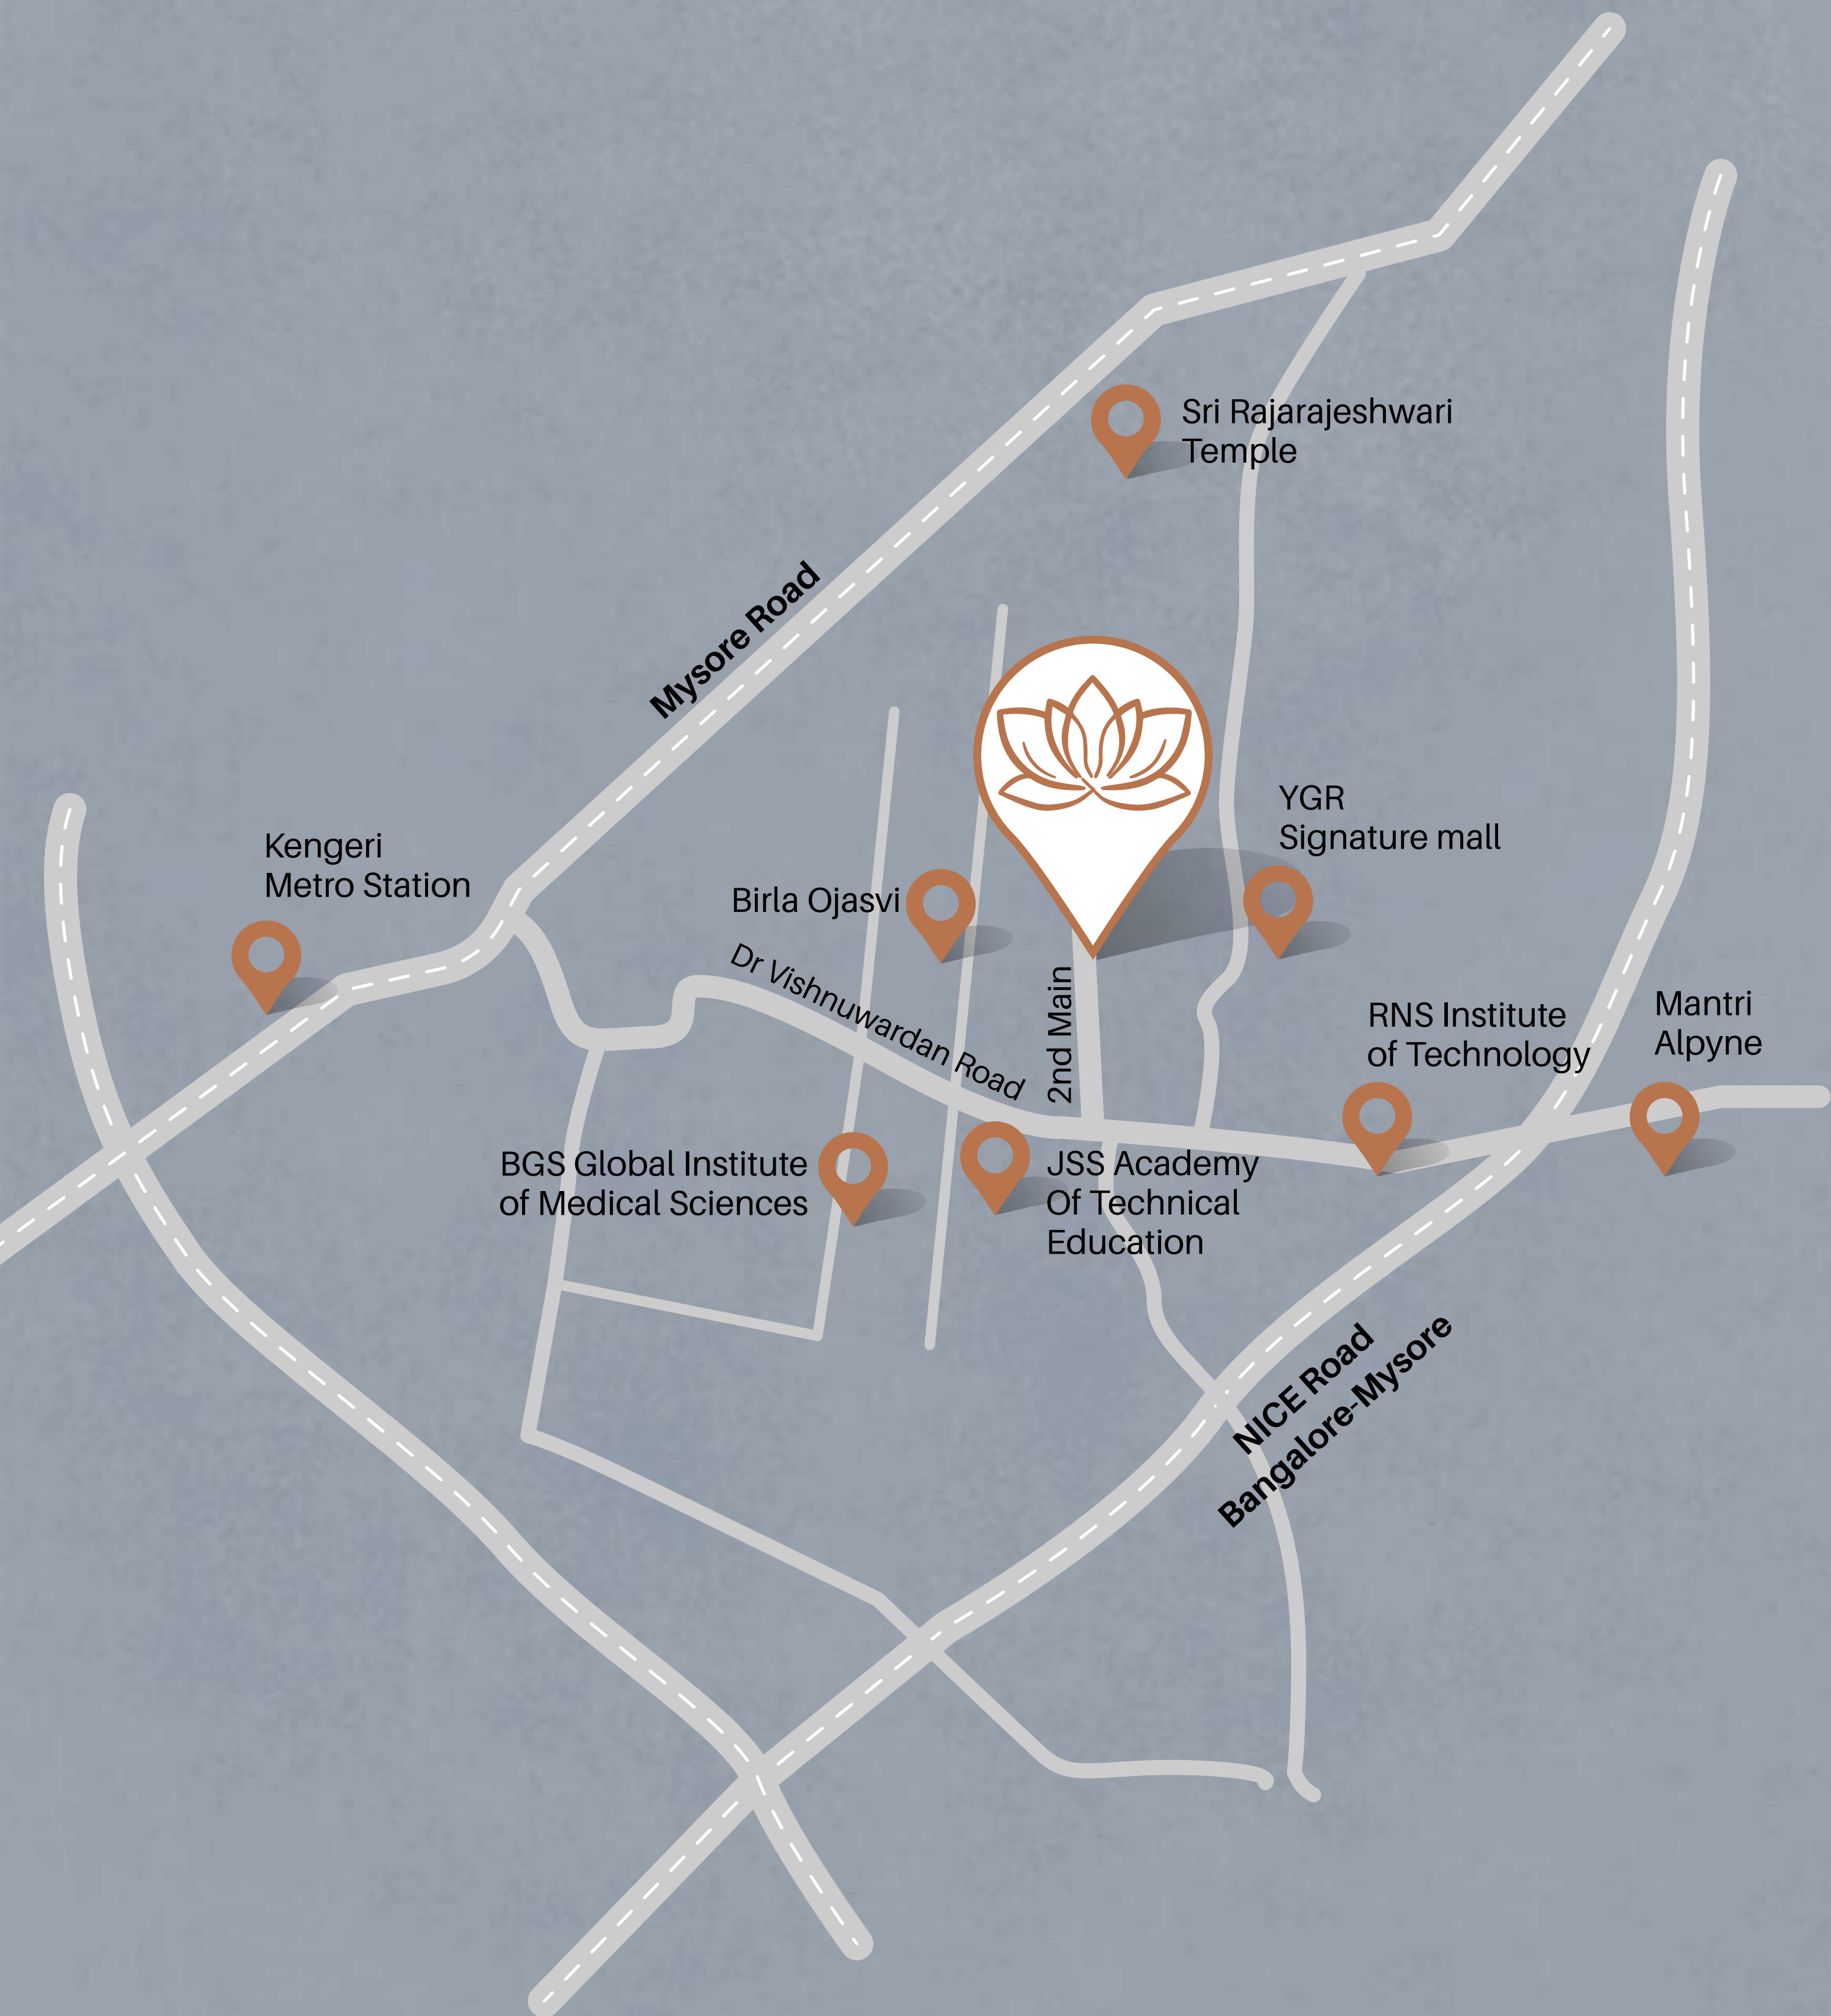 Sri Rajarajeshwari
Temple
Mysore Road
YGR
Signature mall
Kengeri
Metro Station
Birla Ojasvi
Dr Vishnuwardan Road
2nd Main
RNS Institute
of Technology
Mantri
Alpyne
BGS Global Institute
of Medical Sciences
JSS Academy
Of Technical
Education
NICE Road
Bangalore-Mysore